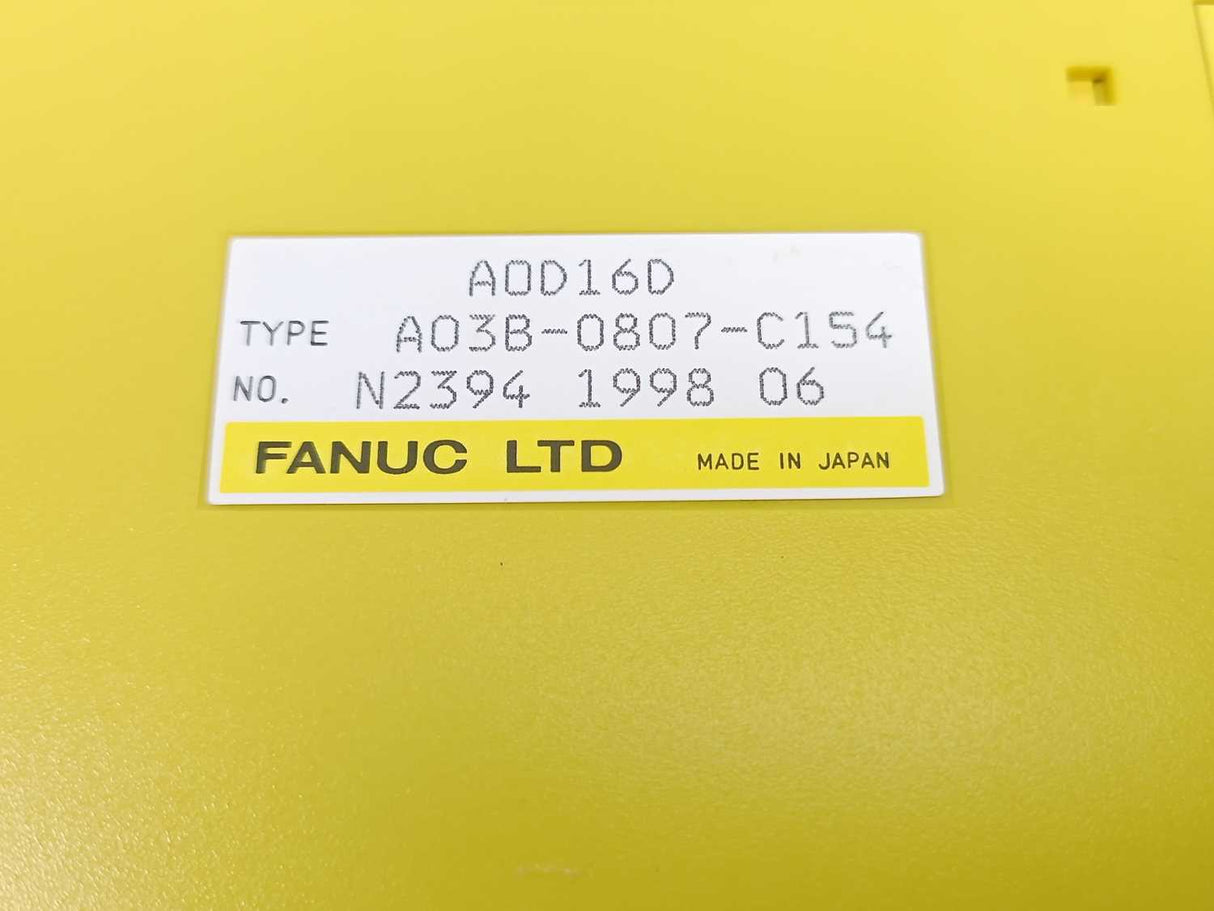 AOD16D
TYPE A03B-0807-C154
NO. N2394 1998 06
FANUC LTD MADE IN JAPAN